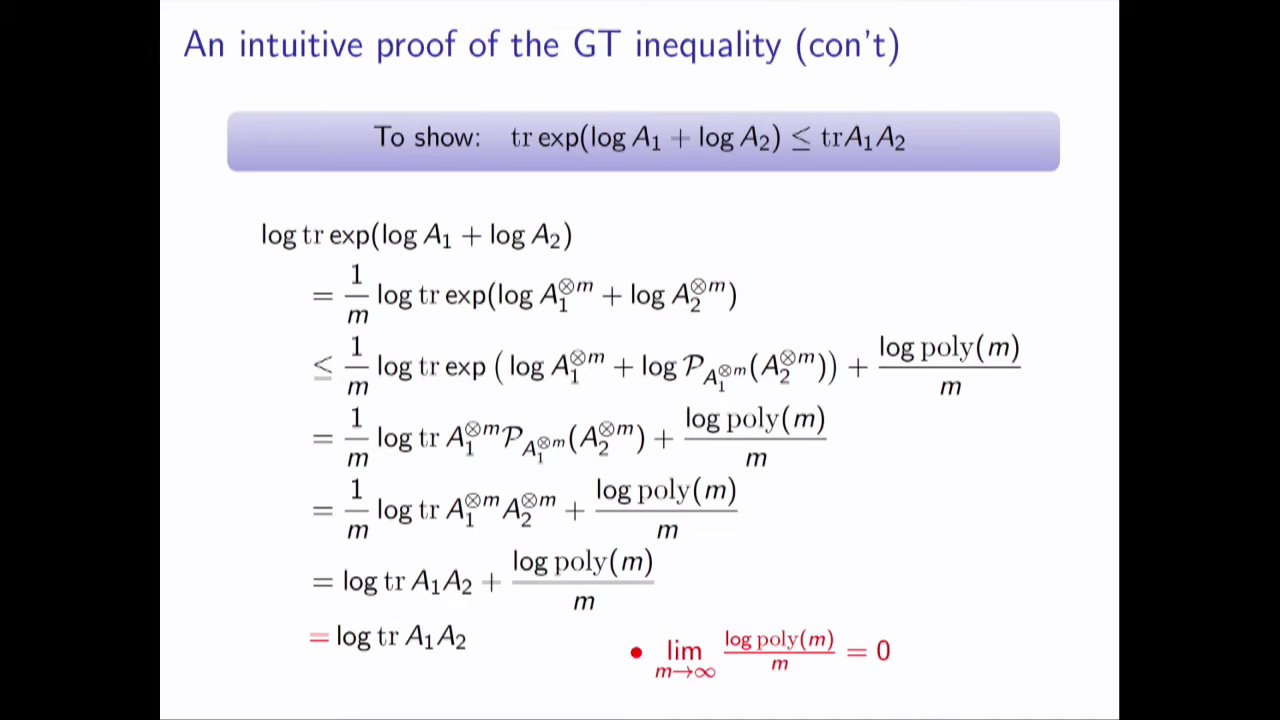 An intuitive proof of the GT inequality (con't)
To show: tr exp(log A₁ + log A₂) ≤ tr A₁A₂
log tr exp(log A₁ + log A₂)
= 1/m log tr exp(log A₁^⊗m + log A₂^⊗m)
≤ 1/m log tr exp (log A₁^⊗m + log 𝒫_{A₁^⊗m}(A₂^⊗m)) + log poly(m)/m
= 1/m log tr A₁^⊗m 𝒫_{A₁^⊗m}(A₂^⊗m) + log poly(m)/m
= 1/m log tr A₁^⊗m A₂^⊗m + log poly(m)/m
= log tr A₁A₂ + log poly(m)/m
= log tr A₁A₂
• lim_{m→∞} log poly(m)/m = 0